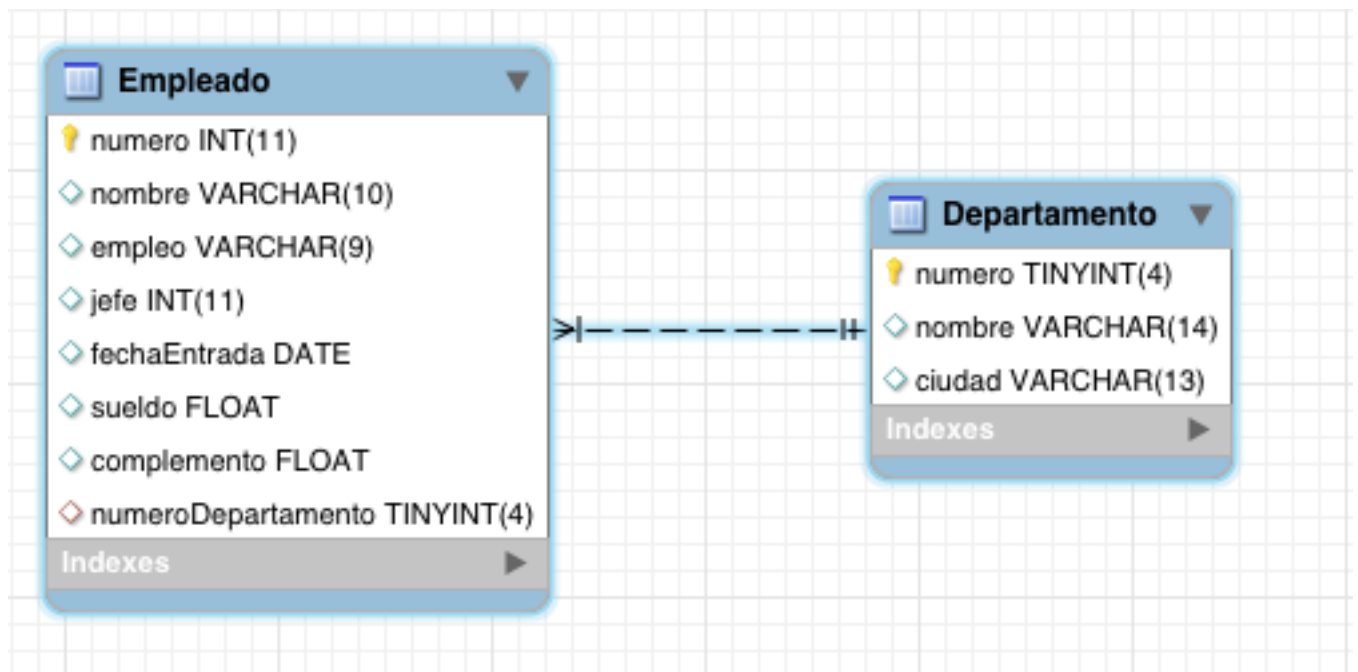 Empleado
numero INT(11)
nombre VARCHAR(10)
empleo VARCHAR(9)
jefe INT(11)
fechaEntrada DATE
sueldo FLOAT
complemento FLOAT
numeroDepartamento TINYINT(4)
Indexes
Departamento
numero TINYINT(4)
nombre VARCHAR(14)
ciudad VARCHAR(13)
Indexes